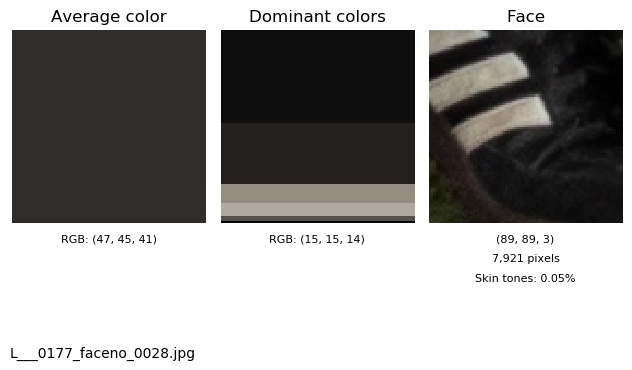 Average color
Dominant colors
Face
RGB: (47, 45, 41)
RGB: (15, 15, 14)
(89, 89, 3)
7,921 pixels
Skin tones: 0.05%
L___0177_faceno_0028.jpg